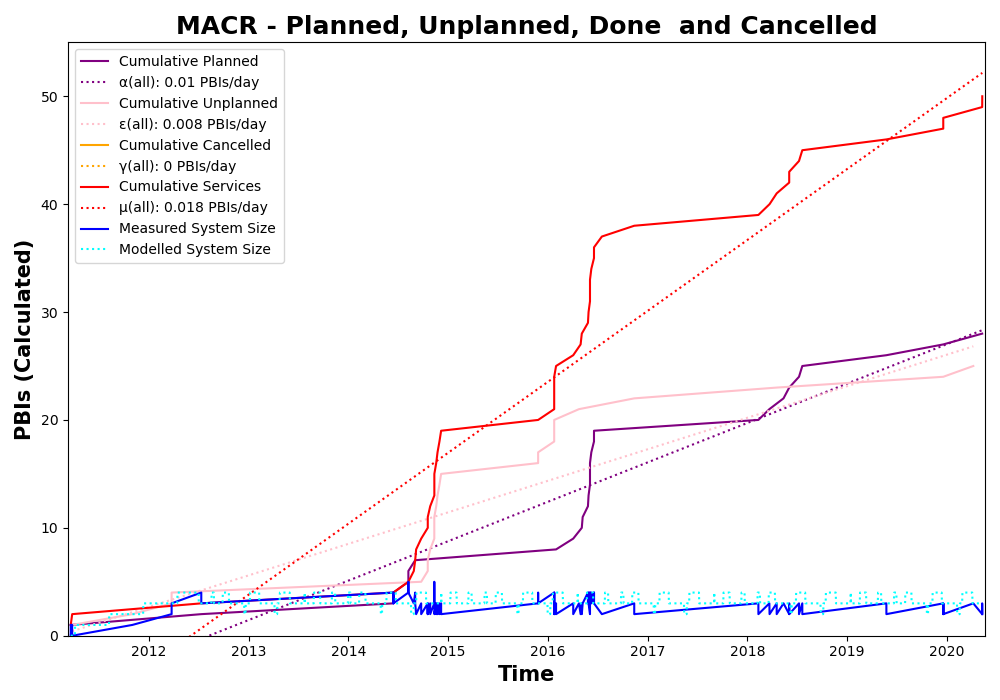 MACR - Planned, Unplanned, Done  and Cancelled
PBIs (Calculated)
50
40
30
20
10
0
Cumulative Planned
α(all): 0.01 PBIs/day
Cumulative Unplanned
ε(all): 0.008 PBIs/day
Cumulative Cancelled
γ(all): 0 PBIs/day
Cumulative Services
μ(all): 0.018 PBIs/day
Measured System Size
Modelled System Size
2012 2013 2014 2015 2016 2017 2018 2019 2020
Time